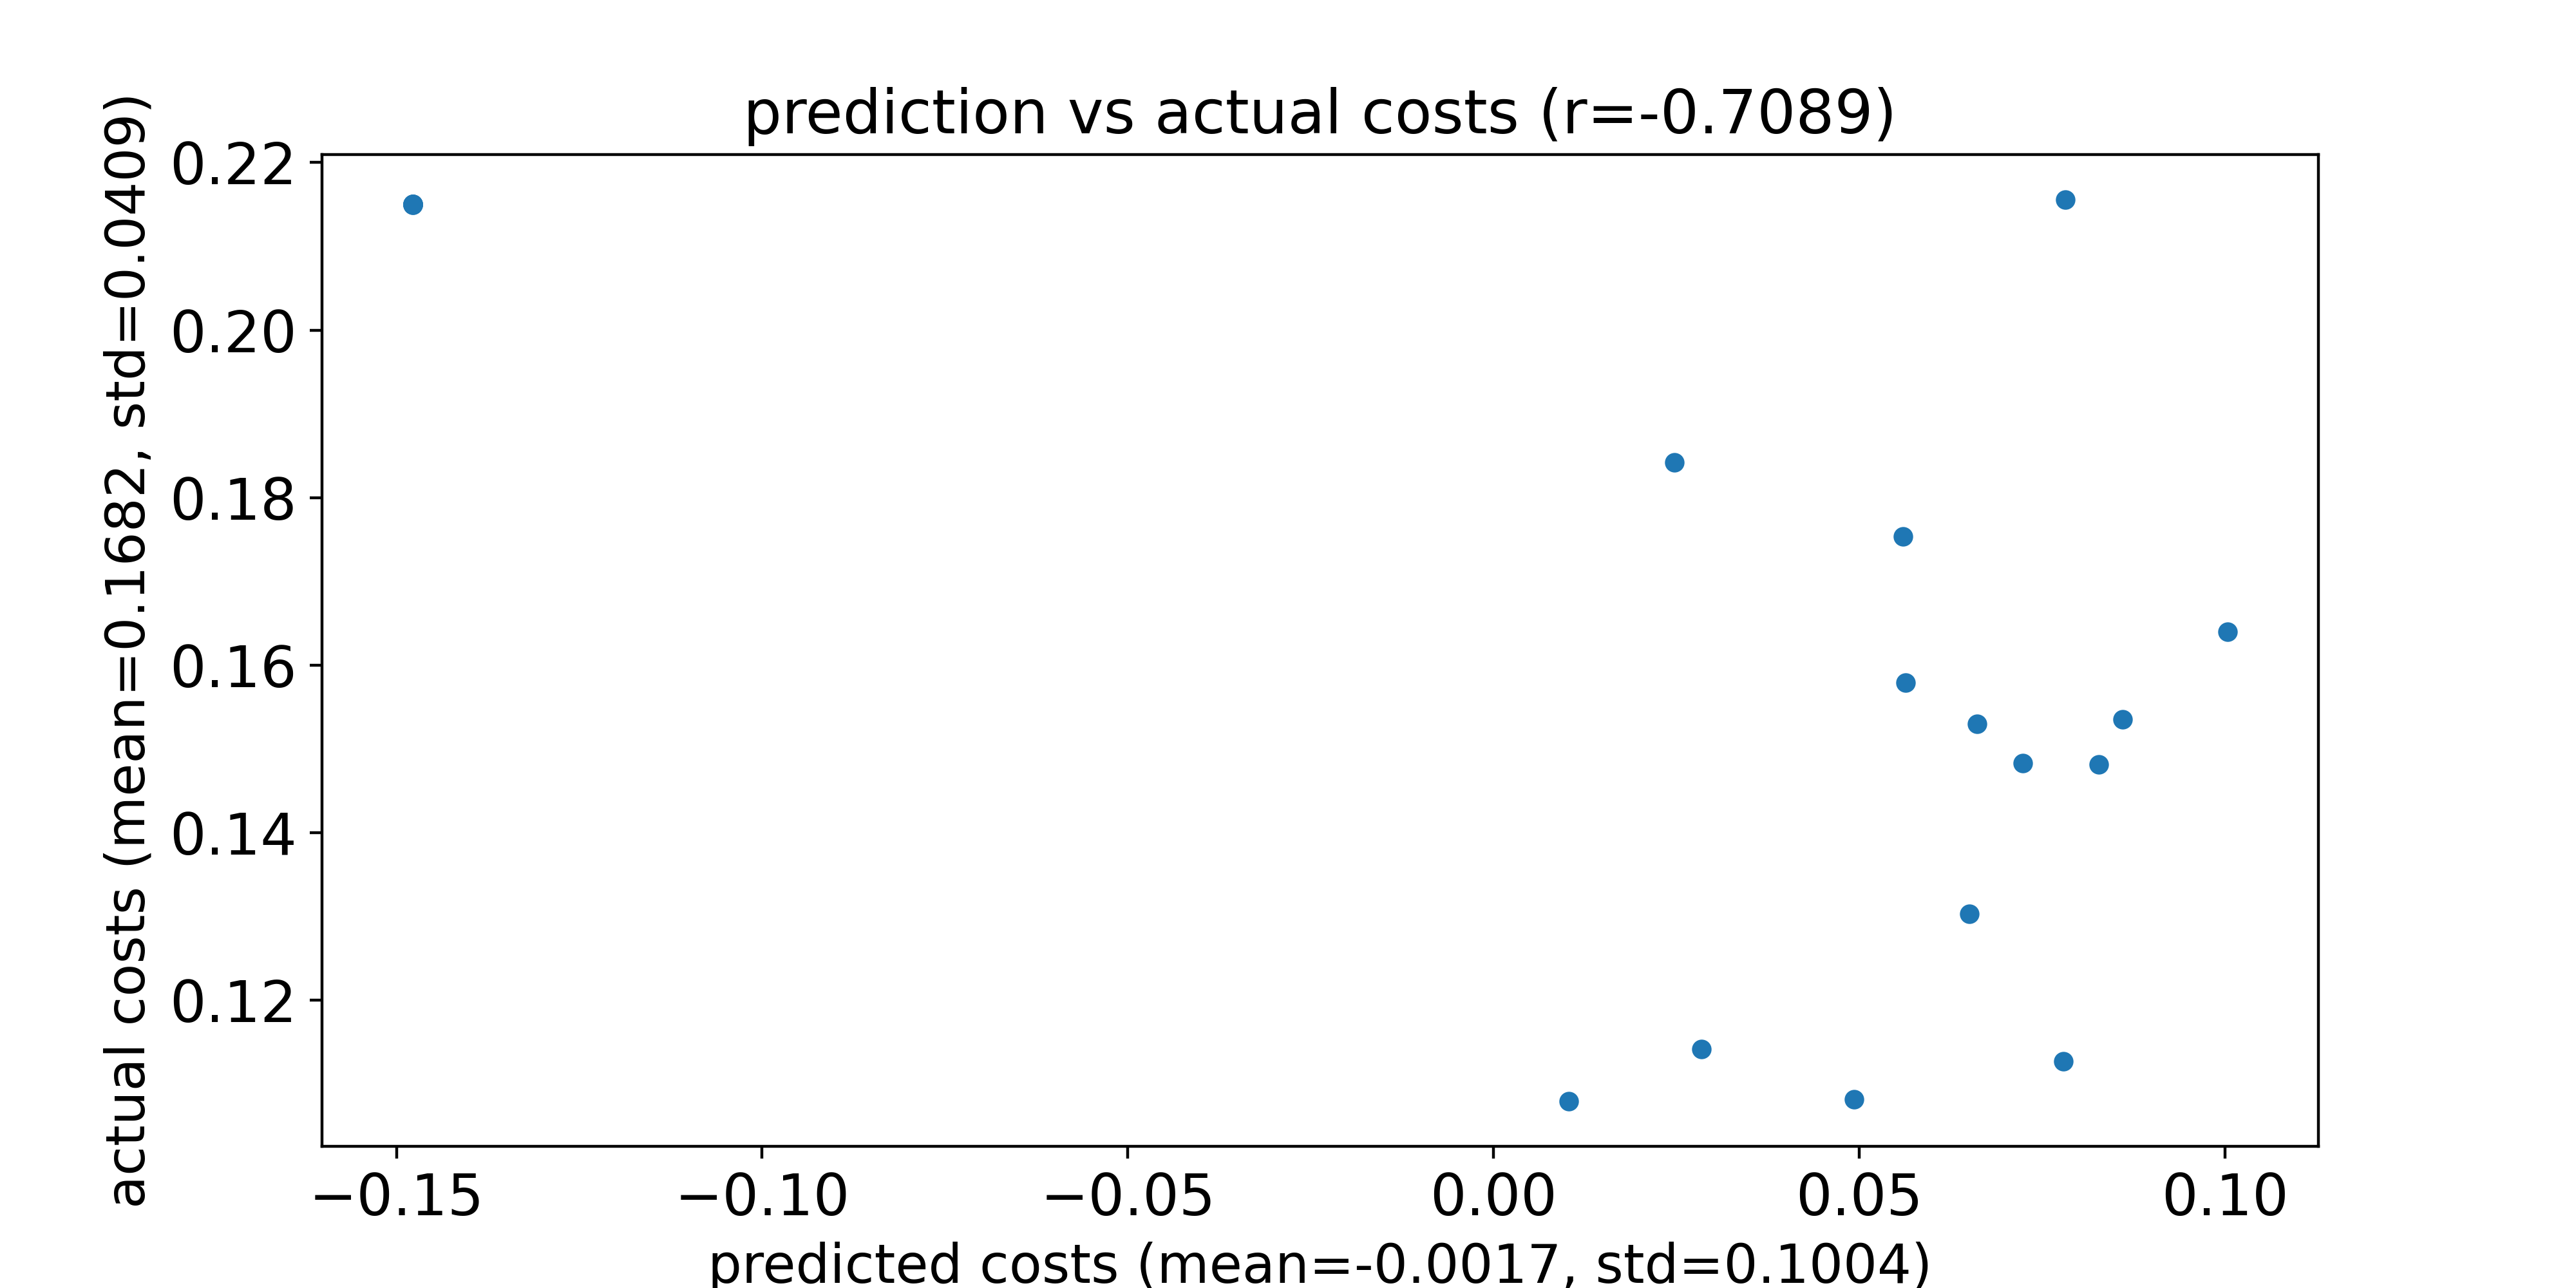 prediction vs actual costs (r=-0.7089)
actual costs (mean=0.1682, std=0.0409)
0.22
0.20
0.18
0.16
0.14
0.12
−0.15 −0.10 −0.05 0.00 0.05 0.10
predicted costs (mean=-0.0017, std=0.1004)